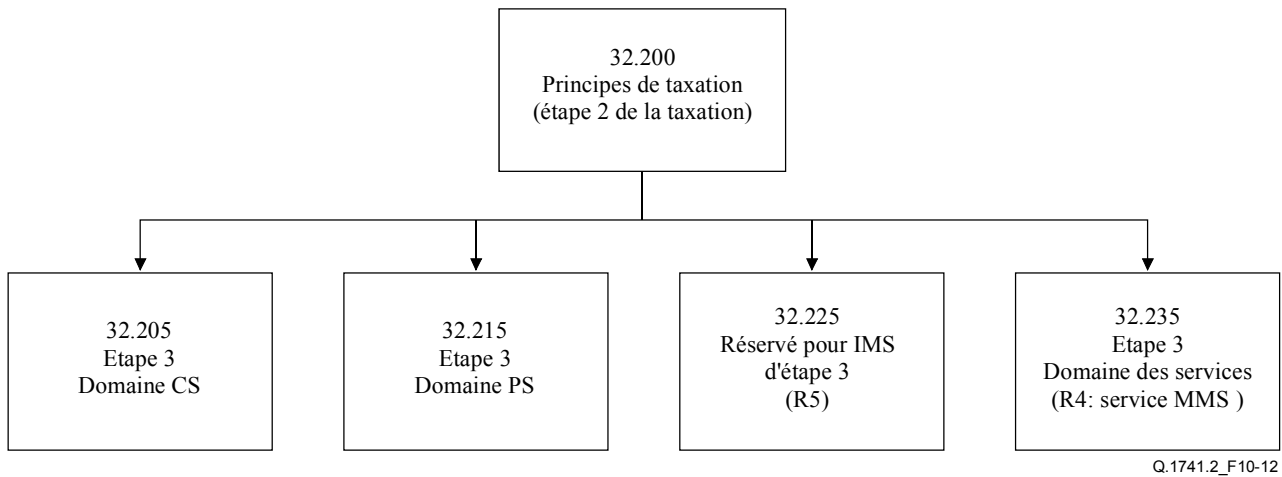 32.200
Principes de taxation
(étape 2 de la taxation)
32.205
Etape 3
Domaine CS
32.215
Etape 3
Domaine PS
32.225
Réservé pour IMS
d'étape 3
(R5)
32.235
Etape 3
Domaine des services
(R4: service MMS )
Q.1741.2_F10-12